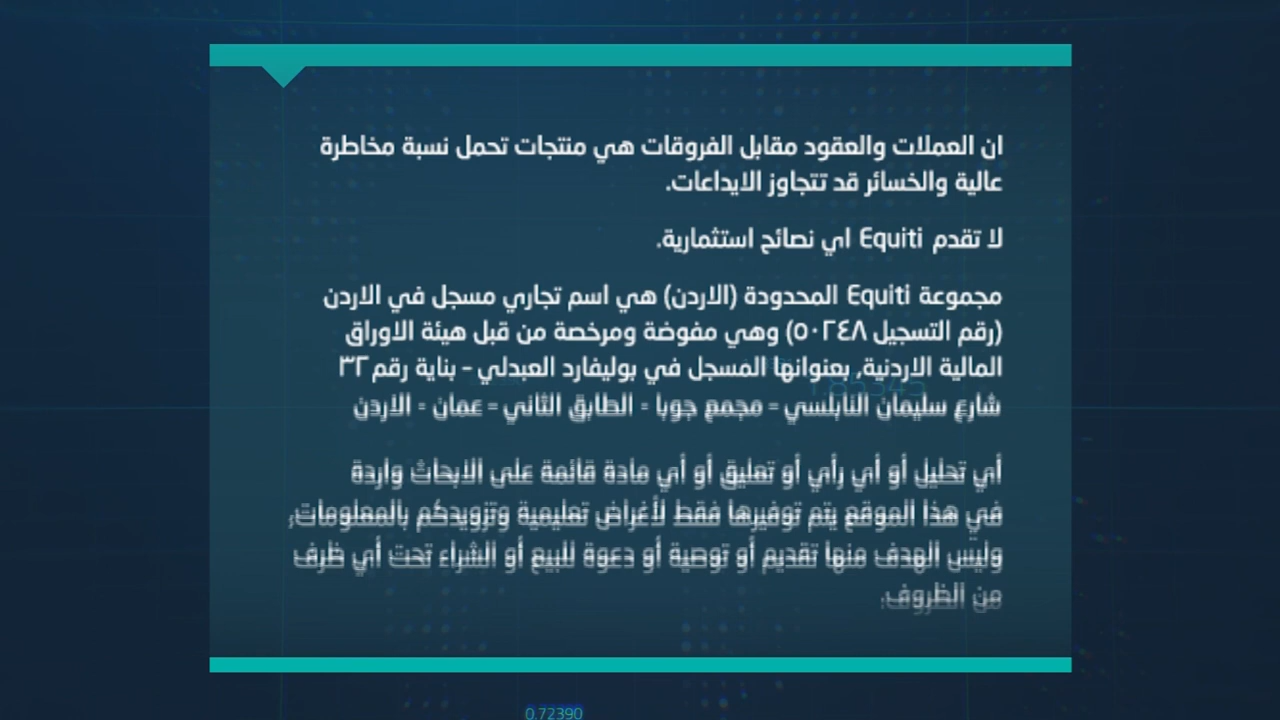 ان العملات والعقود مقابل الفروقات هي منتجات تحمل نسبة مخاطرة
عالية والخسائر قد تتجاوز الايداعات.
لا تقدم Equiti اي نصائح استثمارية.
مجموعة Equiti المحدودة (الاردن) هي اسم تجاري مسجل في الاردن
(رقم التسجيل ٥٠٢٤٨) وهي مفوضة ومرخصة من قبل هيئة الاوراق
المالية الاردنية, بعنوانها المسجل في بوليفارد العبدلي - بناية رقم ٣٢
شارع سليمان النابلسي - مجمع جوبا - الطابق الثاني - عمان - الاردن
أي تحليل أو أي رأي أو تعليق أو أي مادة قائمة على الابحاث واردة
في هذا الموقع يتم توفيرها فقط لأغراض تعليمية وتزويدكم بالمعلومات,
وليس الهدف منها تقديم أو توصية أو دعوة للبيع أو الشراء تحت أي ظرف
من الظروف.
0.72390